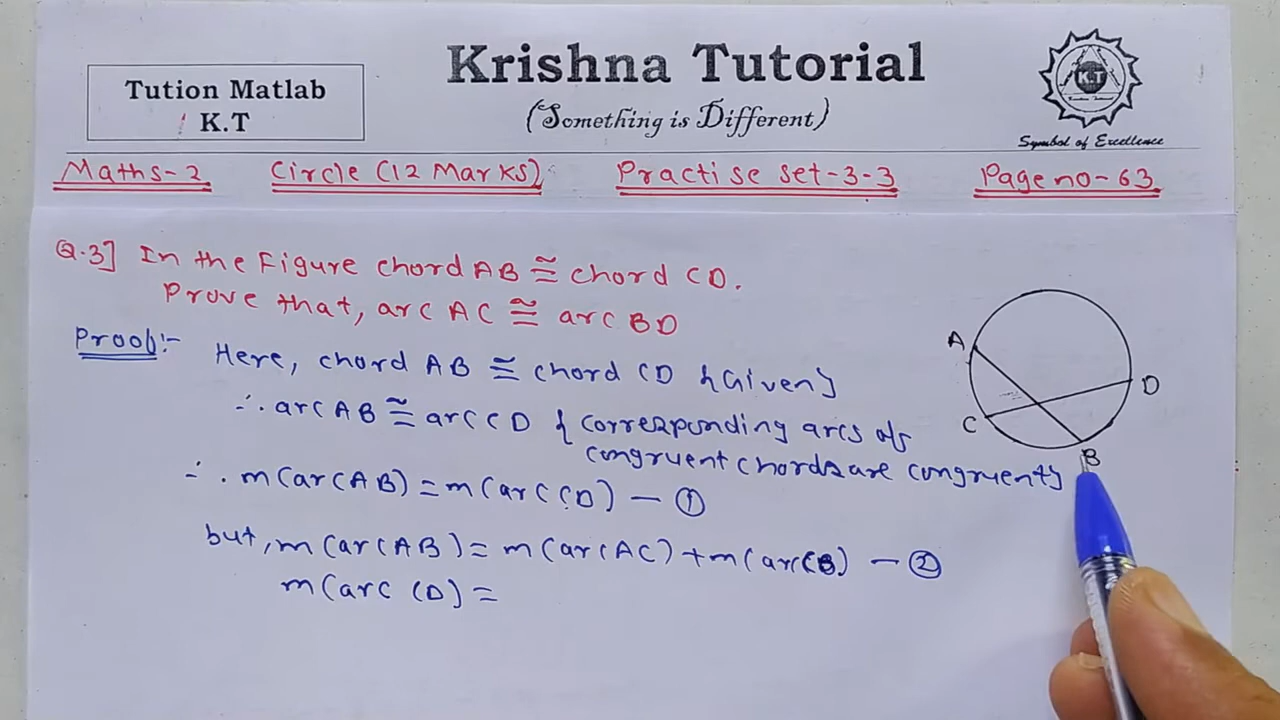 Tution Matlab
K.T
Krishna Tutorial
(Something is Different)
K.T
Symbol of Excellence
Maths-2 Circle (12 Marks) Practise set-3-3 Page no-63
Q.3] In the Figure chord AB ≅ chord CD.
Prove that, arc AC ≅ arc BD
Proof:- Here, chord AB ≅ chord CD {Given}
∴ arc AB ≅ arc CD { corresponding arcs of
congruent chords are congruent}
∴ m(arc AB) = m(arc CD) — ①
but, m(arc AB) = m(arc AC) + m(arc CB) — ②
m(arc CD) =
A
D
C
B